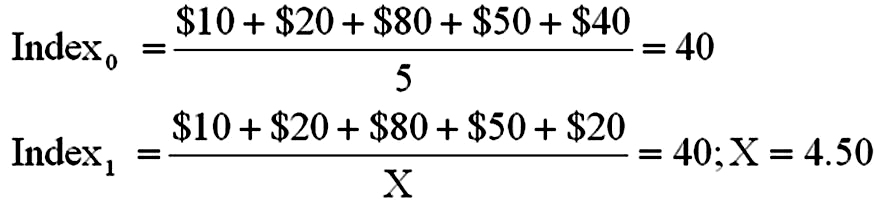 Index₀ = $10 + $20 + $80 + $50 + $40 / 5 = 40
Index₁ = $10 + $20 + $80 + $50 + $20 / X = 40; X = 4.50